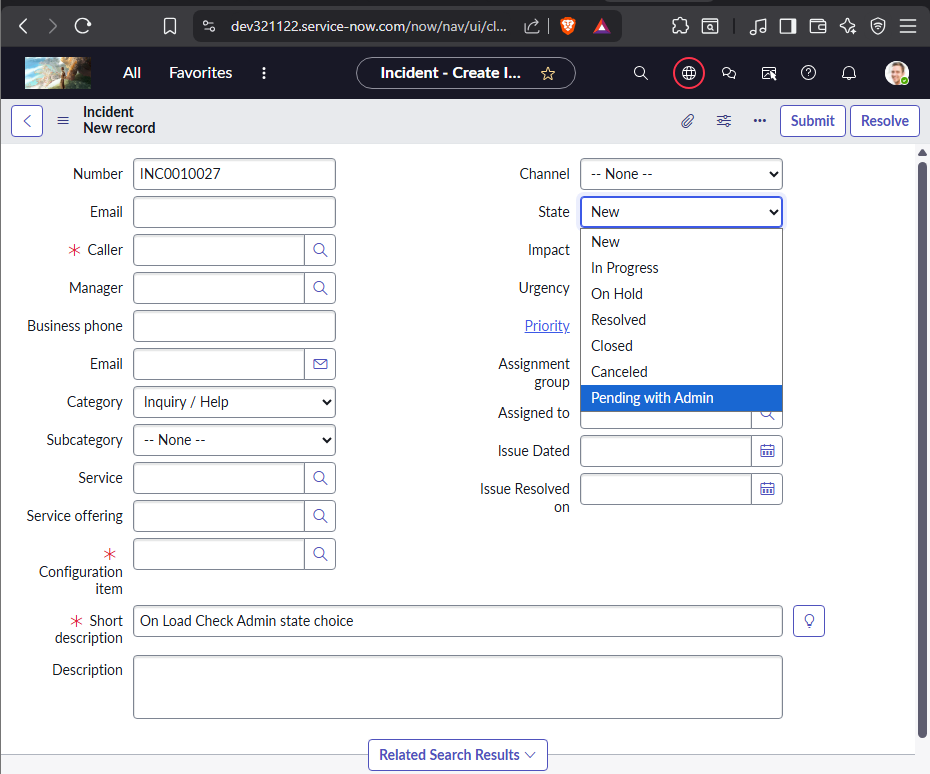 dev321122.service-now.com/now/nav/ui/cl...
All
Favorites
Incident - Create I...
Incident
New record
Submit
Resolve
Number
INC0010027
Email
Caller
Manager
Business phone
Email
Category
Inquiry / Help
Subcategory
-- None --
Service
Service offering
Configuration
item
Channel
-- None --
State
New
New
In Progress
On Hold
Resolved
Closed
Canceled
Pending with Admin
Impact
Urgency
Priority
Assignment
group
Assigned to
Issue Dated
Issue Resolved
on
Short
description
On Load Check Admin state choice
Description
Related Search Results